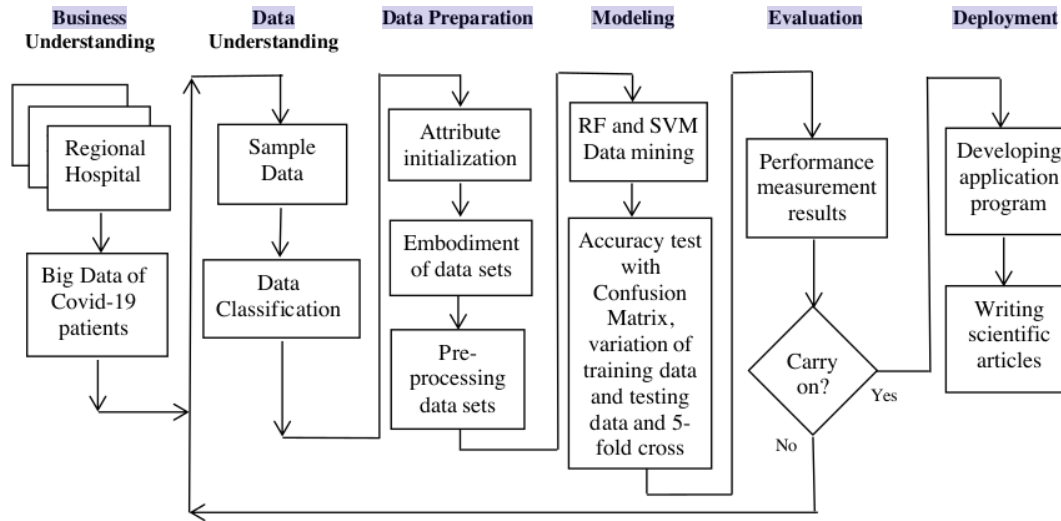 Business
Understanding
Data
Understanding
Data Preparation
Modeling
Evaluation
Deployment
Regional
Hospital
Big Data of
Covid-19
patients
Sample
Data
Data
Classification
Attribute
initialization
Embodiment
of data sets
Pre-
processing
data sets
RF and SVM
Data mining
Accuracy test
with
Confusion
Matrix,
variation of
training data
and testing
data and 5-
fold cross
Performance
measurement
results
Carry
on?
Yes
No
Developing
application
program
Writing
scientific
articles